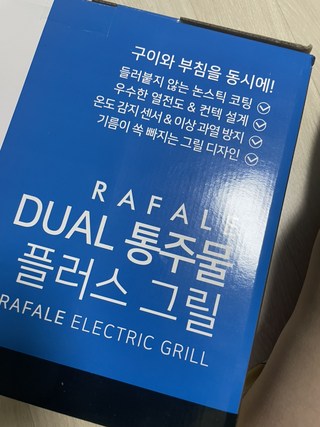 구이와 부침을 동시에!
들러붙지 않는 논스틱 코팅
우수한 열전도 & 컨텍 설계
온도 감지 센서 & 이상 과열 방지
기름이 쏙 빠지는 그릴 디자인
RAFALE
DUAL 통주물
플러스 그릴
RAFALE ELECTRIC GRILL